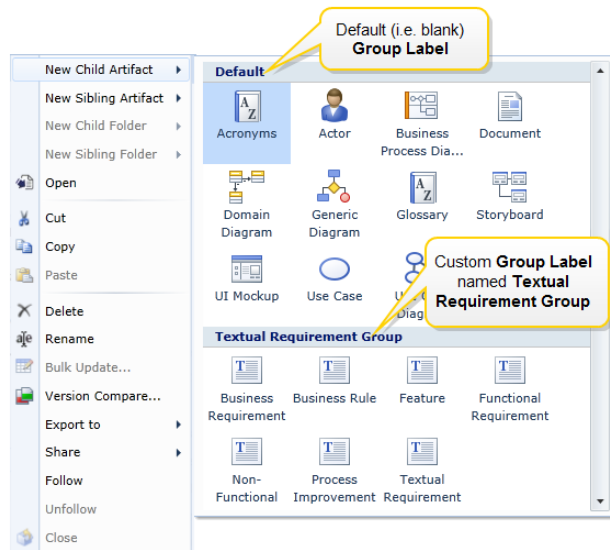 Default (i.e. blank)
Group Label
New Child Artifact
New Sibling Artifact
New Child Folder
New Sibling Folder
Open
Cut
Copy
Paste
Delete
Rename
Bulk Update...
Version Compare...
Export to
Share
Follow
Unfollow
Close
Default
A
Z
Acronyms
Actor
Business
Process Dia...
Document
Domain
Diagram
Generic
Diagram
A
Z
Glossary
Storyboard
UI Mockup
Use Case
Custom Group Label
named Textual
Requirement Group
Textual Requirement Group
T
Business
Requirement
T
Business Rule
T
Feature
T
Functional
Requirement
T
Non-
Functional
T
Process
Improvement
T
Textual
Requirement